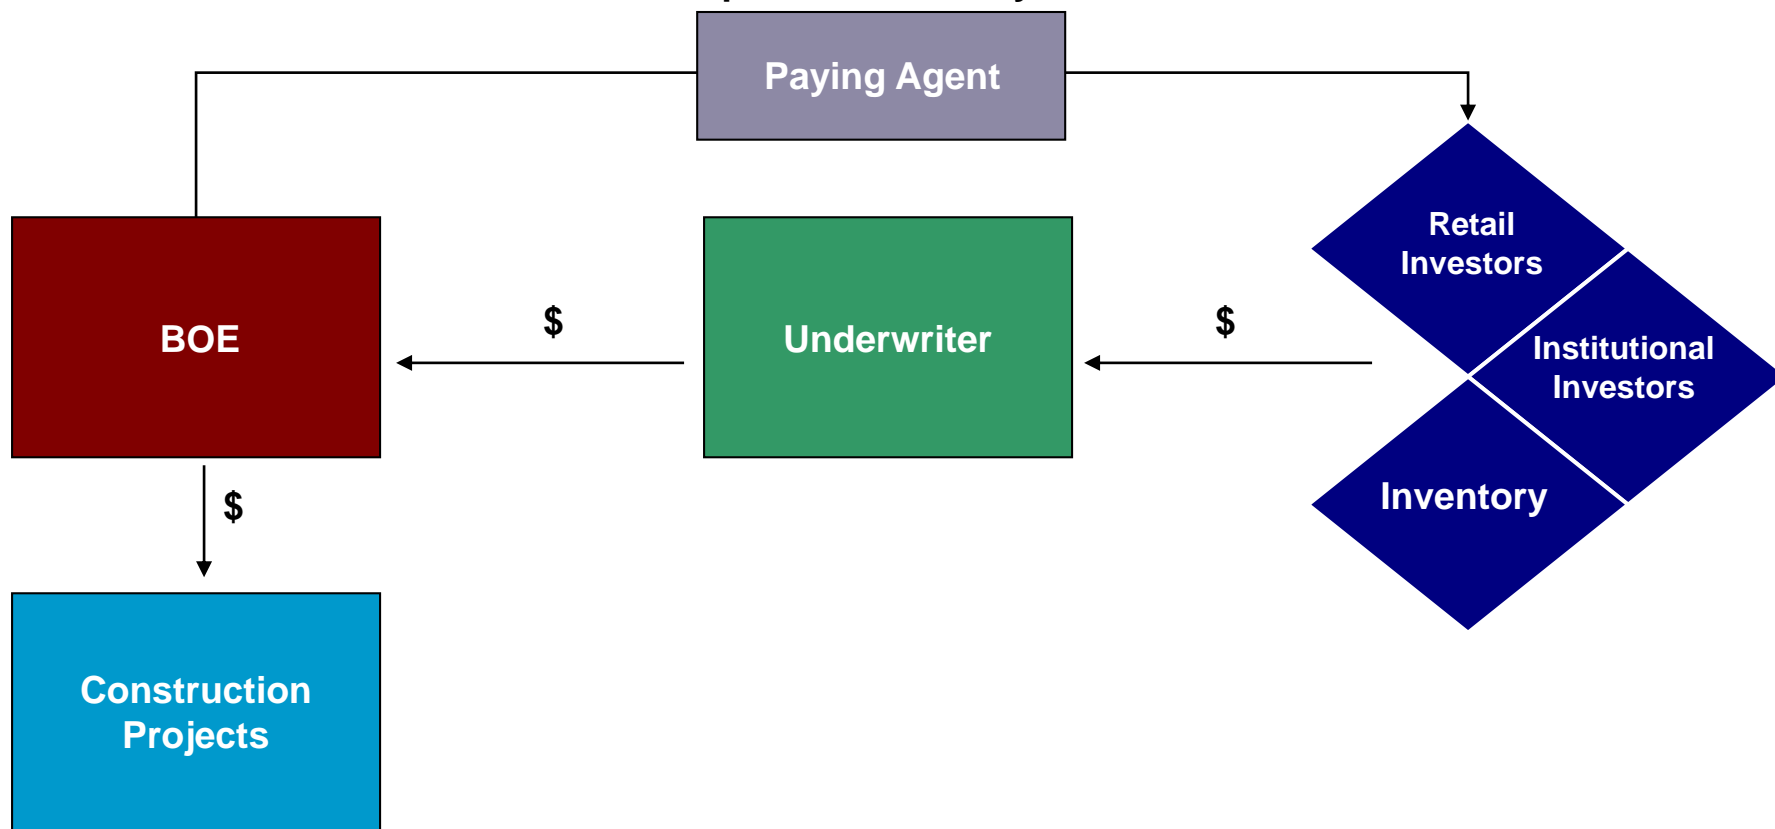 Paying Agent
Retail
Investors
BOE
$
Underwriter
$
Institutional
Investors
$
Inventory
Construction
Projects